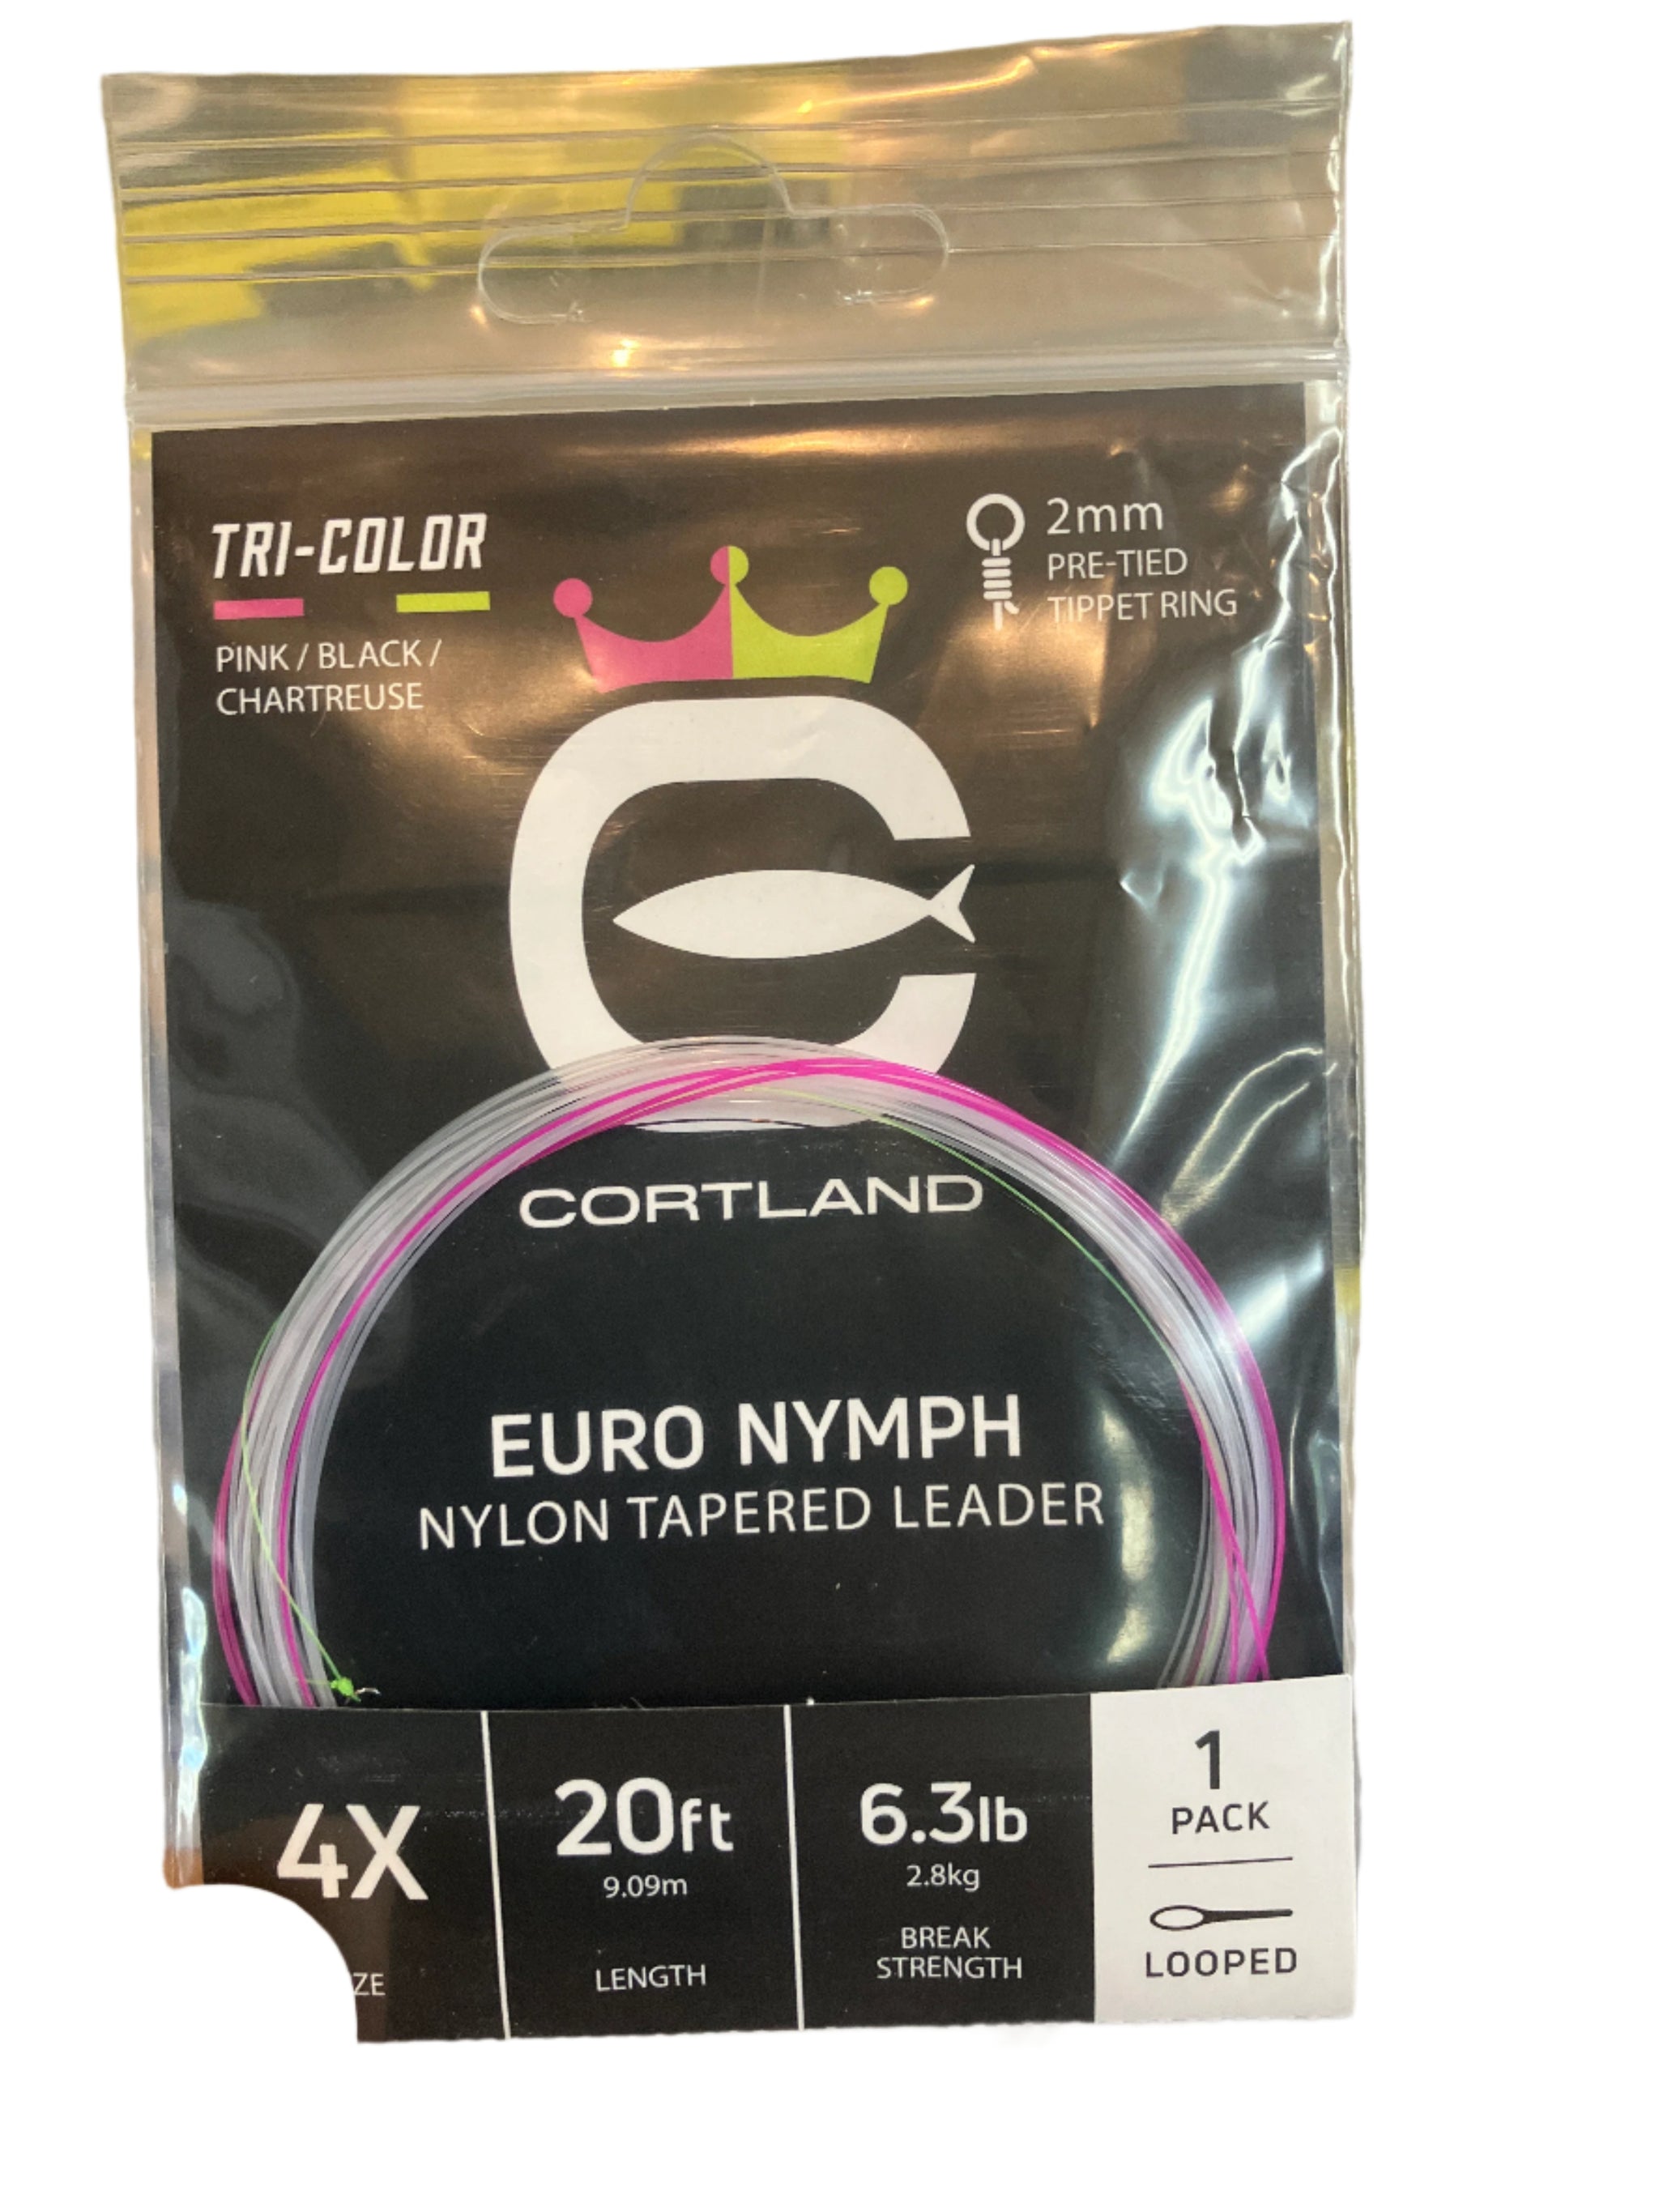 TRI-COLOR
PINK / BLACK /
CHARTREUSE
2mm
PRE-TIED
TIPPET RING
CORTLAND
EURO NYMPH
NYLON TAPERED LEADER
4X
20ft
9.09m
LENGTH
6.3lb
2.8kg
BREAK
STRENGTH
1
PACK
LOOPED